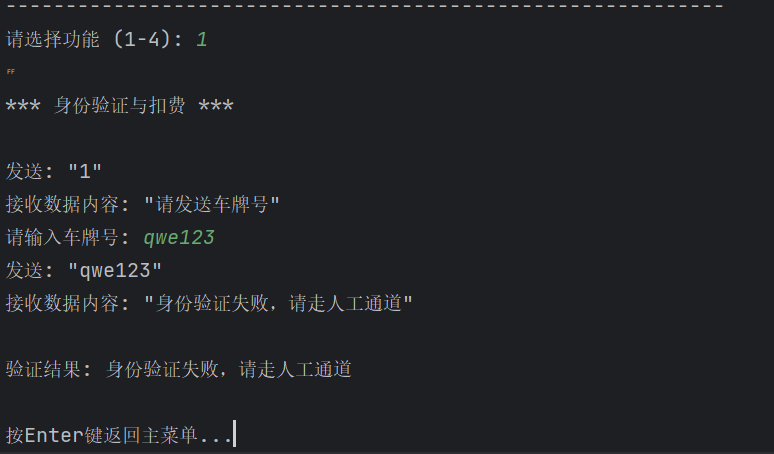 ------------------------------------------------------------
请选择功能 (1-4): 1
FF
*** 身份验证与扣费 ***
发送: "1"
接收数据内容: "请发送车牌号"
请输入车牌号: qwe123
发送: "qwe123"
接收数据内容: "身份验证失败，请走人工通道"
验证结果: 身份验证失败，请走人工通道
按Enter键返回主菜单...